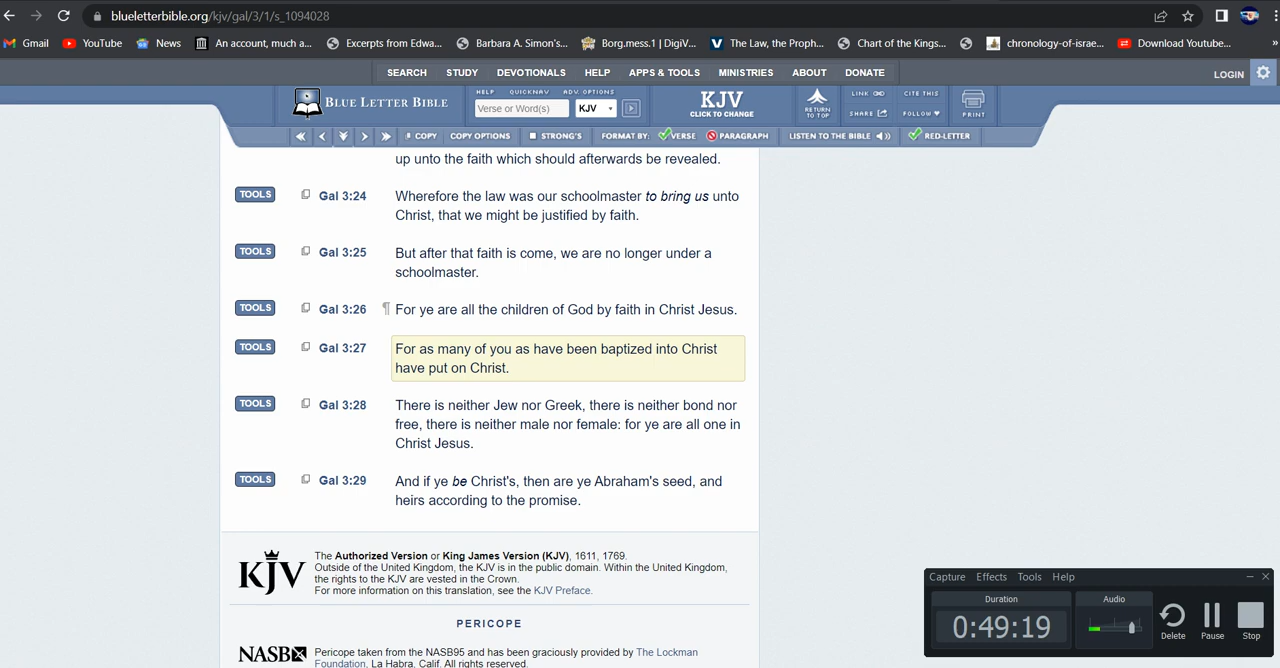 blueletterbible.org/kjv/gal/3/1/s_1094028
Gmail YouTube News An account, much a... Excerpts from Edwa... Barbara A. Simon's... Borg.mess.1 | DigiV... The Law, the Proph... Chart of the Kings... chronology-of-israe... Download Youtube... »
SEARCH STUDY DEVOTIONALS HELP APPS & TOOLS MINISTRIES ABOUT DONATE LOGIN
HELP QUICKNAV ADV. OPTIONS
BLUE LETTER BIBLE Verse or Word(s) KJV
KJV
CLICK TO CHANGE
RETURN
TO TOP
LINK CITE THIS
SHARE FOLLOW
PRINT
COPY COPY OPTIONS STRONG'S FORMAT BY: VERSE PARAGRAPH LISTEN TO THE BIBLE RED-LETTER
up unto the faith which should afterwards be revealed.
TOOLS Gal 3:24 Wherefore the law was our schoolmaster to bring us unto
Christ, that we might be justified by faith.
TOOLS Gal 3:25 But after that faith is come, we are no longer under a
schoolmaster.
TOOLS Gal 3:26 ¶ For ye are all the children of God by faith in Christ Jesus.
TOOLS Gal 3:27 For as many of you as have been baptized into Christ
have put on Christ.
TOOLS Gal 3:28 There is neither Jew nor Greek, there is neither bond nor
free, there is neither male nor female: for ye are all one in
Christ Jesus.
TOOLS Gal 3:29 And if ye be Christ's, then are ye Abraham's seed, and
heirs according to the promise.
KJV
The Authorized Version or King James Version (KJV), 1611, 1769.
Outside of the United Kingdom, the KJV is in the public domain. Within the United Kingdom,
the rights to the KJV are vested in the Crown.
For more information on this translation, see the KJV Preface.
PERICOPE
NASB
Pericope taken from the NASB95 and has been graciously provided by The Lockman
Foundation, La Habra, Calif. All rights reserved.
Capture Effects Tools Help
Duration Audio
0:49:19
Delete Pause Stop